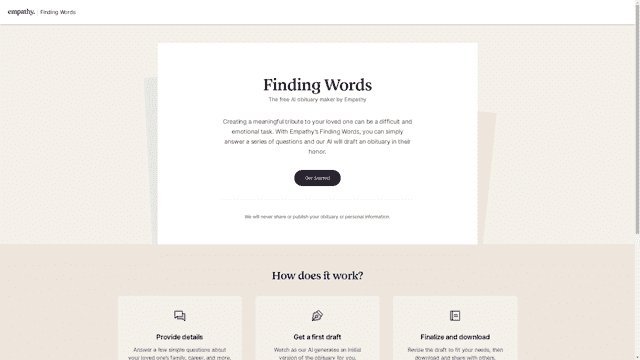 empathy. Finding Words
Finding Words
The free AI obituary maker by Empathy
Creating a meaningful tribute to your loved one can be a difficult and
emotional task. With Empathy's Finding Words, you can simply
answer a series of questions and our AI will draft an obituary in their
honor.
Get Started
We will never share or publish your obituary or personal information.
How does it work?
Provide details
Answer a few simple questions about
your loved one's family, career, and more.
Get a first draft
Watch as our AI generates an initial
version of the obituary for you.
Finalize and download
Revise the draft to fit your needs, then
download and share with others.